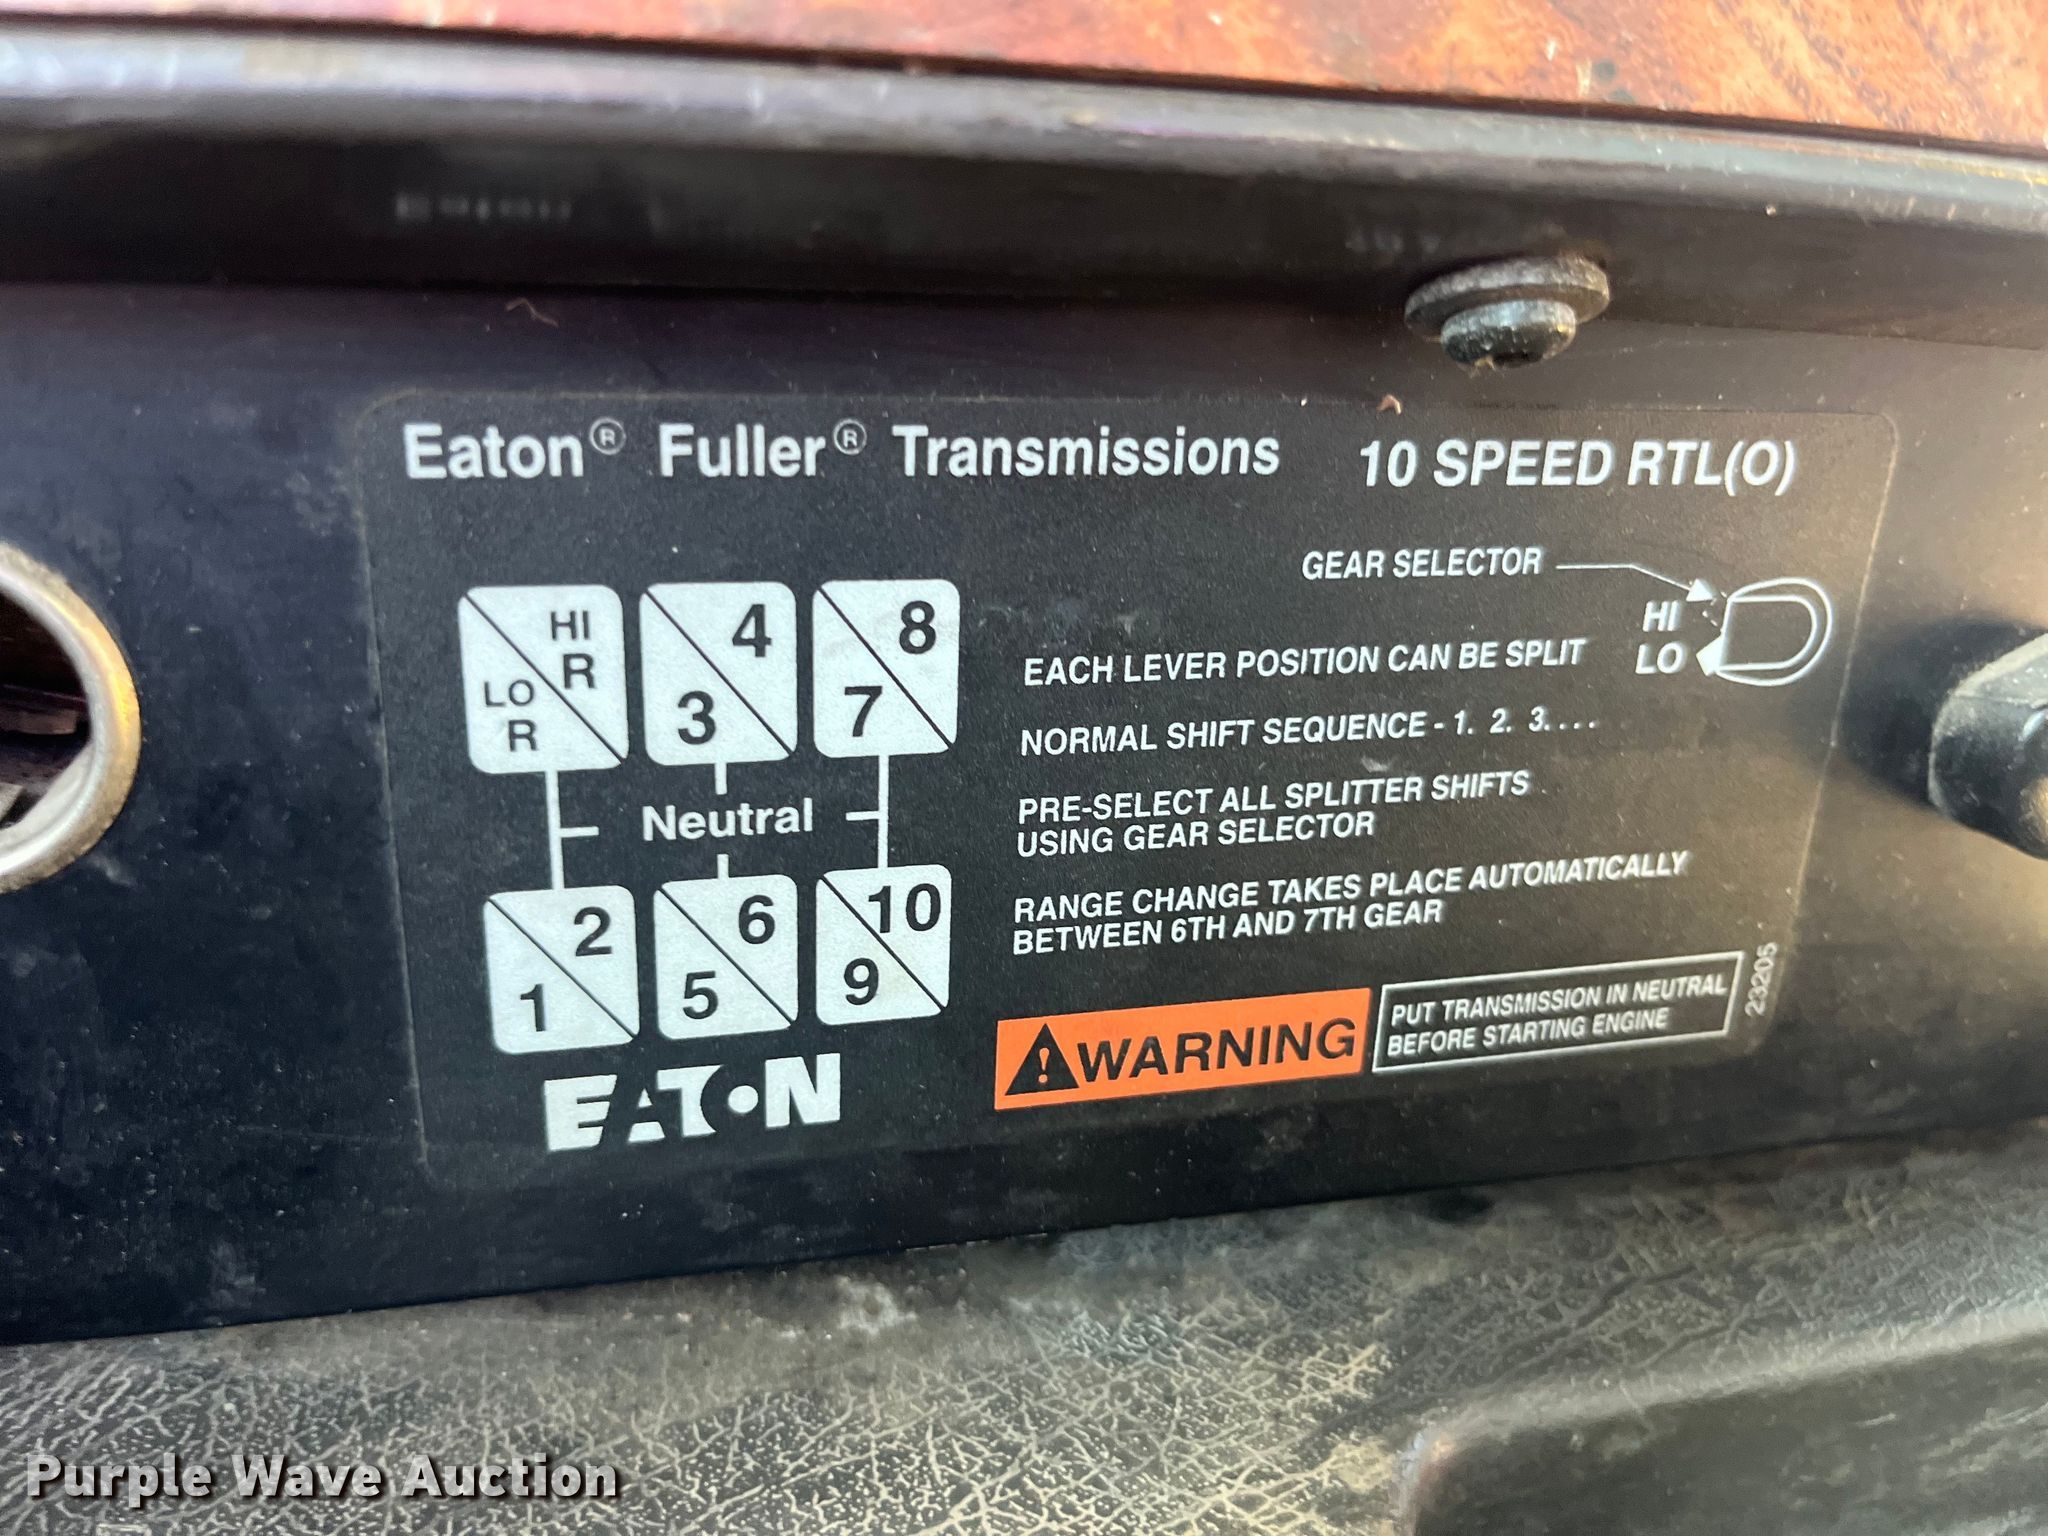 Eaton® Fuller® Transmissions 10 SPEED RTL(O)
GEAR SELECTOR
HI
LO
HI
R
LO
R
4
3
8
7
Neutral
2
1
6
5
10
9
EATON
EACH LEVER POSITION CAN BE SPLIT
NORMAL SHIFT SEQUENCE - 1. 2. 3. . . .
PRE-SELECT ALL SPLITTER SHIFTS
USING GEAR SELECTOR
RANGE CHANGE TAKES PLACE AUTOMATICALLY
BETWEEN 6TH AND 7TH GEAR
WARNING
PUT TRANSMISSION IN NEUTRAL
BEFORE STARTING ENGINE
23205
Purple Wave Auction